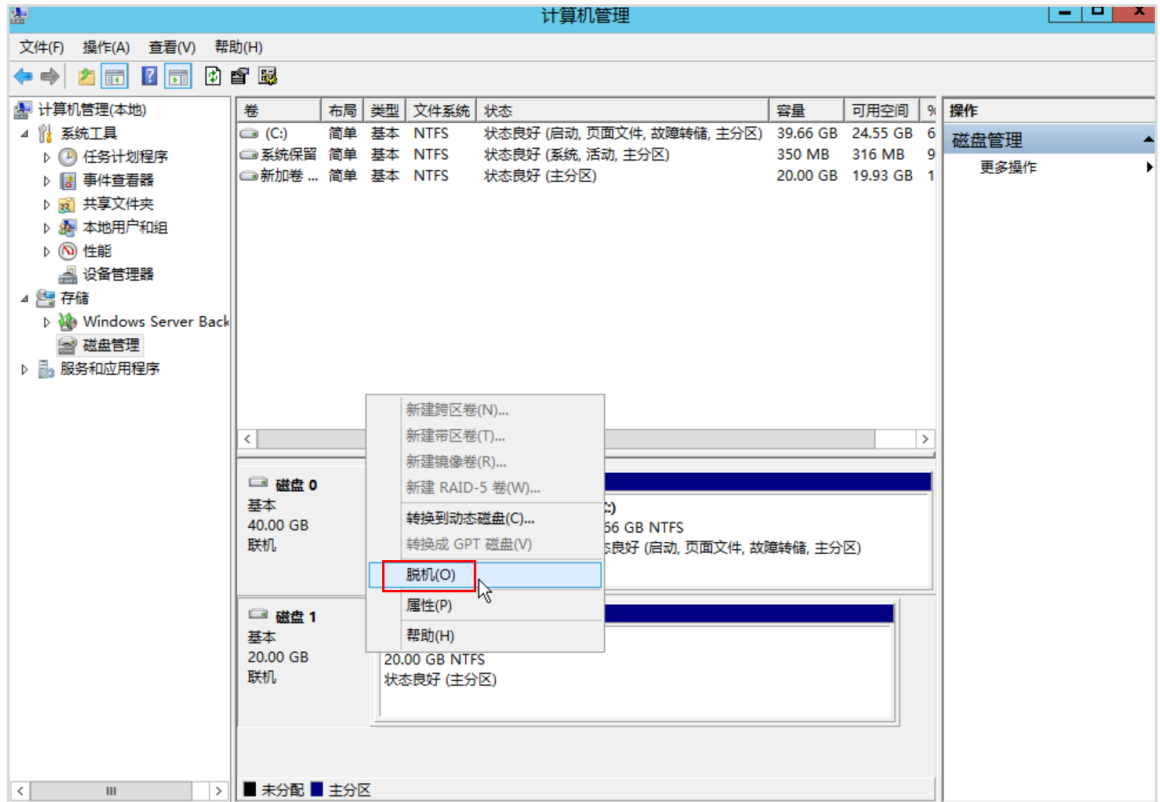 计算机管理
文件(F) 操作(A) 查看(V) 帮助(H)
计算机管理(本地)
系统工具
任务计划程序
事件查看器
共享文件夹
本地用户和组
性能
设备管理器
存储
Windows Server Back
磁盘管理
服务和应用程序
卷 布局 类型 文件系统 状态 容量 可用空间 %
(C:) 简单 基本 NTFS 状态良好 (启动, 页面文件, 故障转储, 主分区) 39.66 GB 24.55 GB 6
系统保留 简单 基本 NTFS 状态良好 (系统, 活动, 主分区) 350 MB 316 MB 9
新加卷 ... 简单 基本 NTFS 状态良好 (主分区) 20.00 GB 19.93 GB 1
新建跨区卷(N)...
新建带区卷(T)...
新建镜像卷(R)...
新建 RAID-5 卷(W)...
转换到动态磁盘(C)...
转换成 GPT 磁盘(V)
脱机(O)
属性(P)
帮助(H)
磁盘 0
基本
40.00 GB
联机
:)
66 GB NTFS
良好 (启动, 页面文件, 故障转储, 主分区)
磁盘 1
基本
20.00 GB
联机
20.00 GB NTFS
状态良好 (主分区)
未分配 主分区
操作
磁盘管理
更多操作